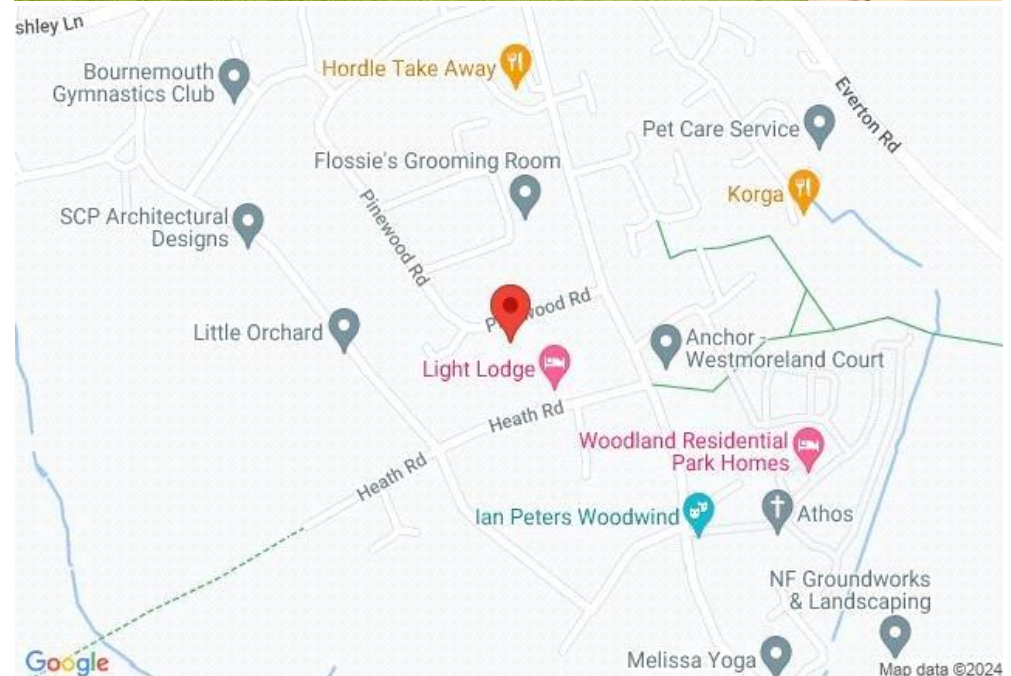 shley Ln
Bournemouth
Gymnastics Club
Hordle Take Away
Everton Rd
Pet Care Service
Flossie's Grooming Room
Korga
Pinewood Rd
SCP Architectural
Designs
wood Rd
Little Orchard
Anchor -
Westmoreland Court
Light Lodge
Heath Rd
Woodland Residential
Park Homes
Heath Rd
Ian Peters Woodwind
Athos
NF Groundworks
& Landscaping
Google
Melissa Yoga
Map data ©2024